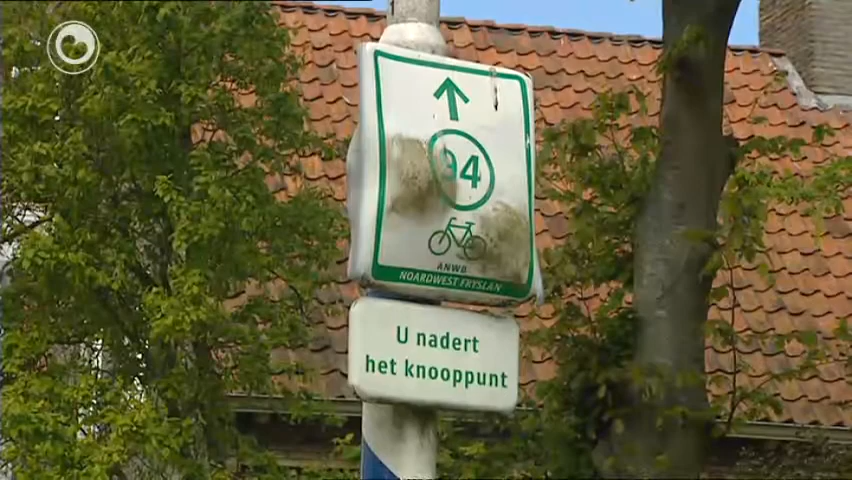 94
ANWB
NOARDWEST FRYSLAN
U nadert
het knooppunt